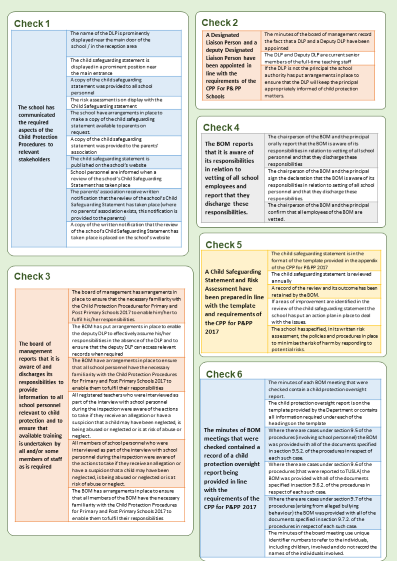 Check 1
The school has
communicated the
required aspects of the
Child Protection
Procedures to
relevant
stakeholders
The name of the DLP is prominently
displayed near the main door of the
school / in the reception area
The child safeguarding statement is
displayed in a prominent position near
the main entrance
A copy of the child safeguarding
statement was provided to all school
personnel
The risk assessment is on display with the
Child Safeguarding Statement
The school have arrangements in place to
make a copy of the child safeguarding
statement available to parents on
request.
A copy of the child safeguarding
statement was provided to the parents'
association
The child safeguarding statement is
published on the school's website
School personnel are informed when a
review of the school's Child Safeguarding
Statement has taken place
The parents' association receive written
notification that the review of the school's Child
Safeguarding Statement has taken place (where
no parents' association exists, this notification is
provided to the parents)
A copy of the written notification that the review
of the school's Child Safeguarding Statement has
taken place is placed on the school's website
Check 2
A Designated
Liaison Person and a
deputy Designated
Liaison Person have
been appointed in
line with the
requirements of the
CPP For P& PP
Schools
The minutes of the board of management record
the fact that a DLP and a Deputy DLP have been
appointed
The DLP and Deputy DLP are current senior
members of the full-time teaching staff
If the DLP is not the principal the school
authority has put arrangements in place to
ensure that the DLP will keep the principal
appropriately informed of child protection
matters.
Check 3
The board of
management
reports that it is
aware of and
discharges its
responsibilities to
provide
information to all
school personnel
relevant to child
protection and to
ensure that
available training
is undertaken by
all and/or some
members of staff
as is required
The board of management has arrangements in
place to ensure that the necessary familiarity with
the Child Protection Procedures for Primary and
Post Primary Schools 2017 to enable him/her to
fulfil his/her responsibilities.
The BOM has put arrangements in place to enable
the deputy DLP to effectively assume his/her
responsibilities in the absence of the DLP and to
ensure that the deputy DLP can access relevant
records when required
The BOM have arrangements in place to ensure
that all school personnel have the necessary
familiarity with the Child Protection Procedures
for Primary and Post Primary Schools 2017 to
enable them to fulfil their responsibilities
All registered teachers who were interviewed as
part of the interview with school personnel
during the inspection were aware of the actions
to take if they receive an allegation or have a
suspicion that a child may have been neglected, is
being abused or neglected or is at risk of abuse or
neglect.
All members of school personnel who were
interviewed as part of the interview with school
personnel during the inspection were aware of
the actions to take if they receive an allegation or
have a suspicion that a child may have been
neglected, is being abused or neglected or is at
risk of abuse or neglect.
The BOM has arrangements in place to ensure
that all members of the BOM have the necessary
familiarity with the Child Protection Procedures
for Primary and Post Primary Schools 2017 to
enable them to fulfil their responsibilities
Check 4
The BOM reports
that it is aware of
its responsibilities
in relation to
vetting of all school
employees and
report that they
discharge these
responsibilities.
The chairperson of the BOM and the principal
orally report that the BOM is aware of its
responsibilities in relation to vetting of all school
personnel and that they discharge these
responsibilities
The chairperson of the BOM and the principal
sign the declaration that the BOM is aware of its
responsibilities in relation to vetting of all school
personnel and that they discharge these
responsibilities
The chairperson of the BOM and the principal
confirm that all employees of the BOM are
vetted.
Check 5
A Child Safeguarding
Statement and Risk
Assessment have
been prepared in line
with the template
and requirements of
the CPP for P&PP
2017
The child safeguarding statement is in the
format of the template provided in the appendix
of the CPP for P&PP 2017
The child safeguarding statement is reviewed
annually
A record of the review and its outcome has been
retained by the BOM.
If areas of improvement are identified in the
review of the child safeguarding statement the
school has put an action plan in place to deal
with the issues.
The school has specified, in its written risk
assessment, the policies and procedures in place
to minimise the risk of harm by responding to
potential risks.
Check 6
The minutes of BOM
meetings that were
checked contained a
record of a child
protection oversight
report being
provided in line
with the
requirements of the
CPP for P&PP 2017
The minutes of each BOM meeting that were
checked contain a child protection oversight
report.
The child protection oversight report is on the
template provided by the Department or contains
all information required under each of the
headings on the template
Where there are cases under section 9.5 of the
procedures (involving school personnel) the BOM
was provided with all of the documents specified
in section 9.5.2. of the procedures in respect of
each such case.
Where there are cases under section 9.6 of the
procedures (that were reported to TUSLA) the
BOM was provided with all of the documents
specified in section 9.6.2. of the procedures in
respect of each such case.
Where there are cases under section 9.7 of the
procedures (arising from alleged bullying
behaviour) the BOM was provided with all of the
documents specified in section 9.7.2. of the
procedures in respect of each such case.
The minutes of the board meeting use unique
identifier numbers to refer to the individuals,
including children, involved and do not record the
names of the individuals involved.